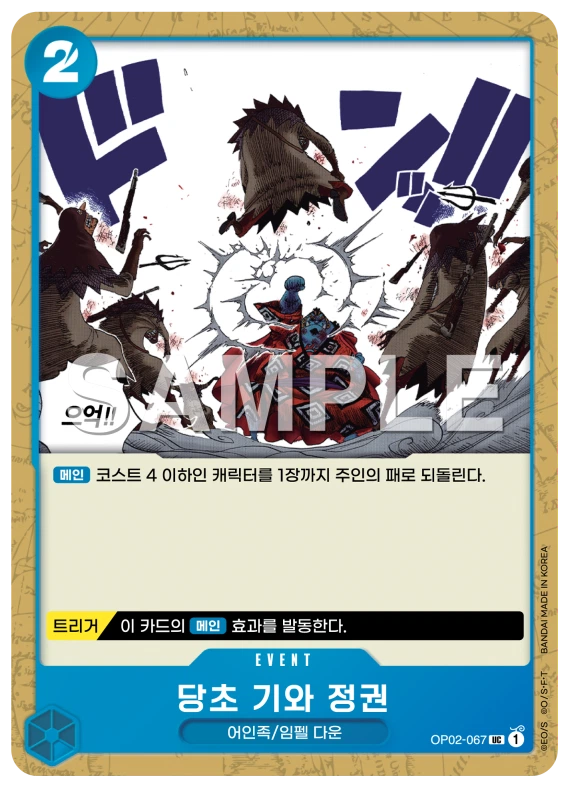 2
ドン!!
으억!!
SAMPLE
메인 코스트 4 이하인 캐릭터를 1장까지 주인의 패로 되돌린다.
트리거 이 카드의 메인 효과를 발동한다.
EVENT
당초 기와 정권
어인족/임펠 다운
OP02-067 UC 1
©EO/S ©O/S·F·T BANDAI MADE IN KOREA